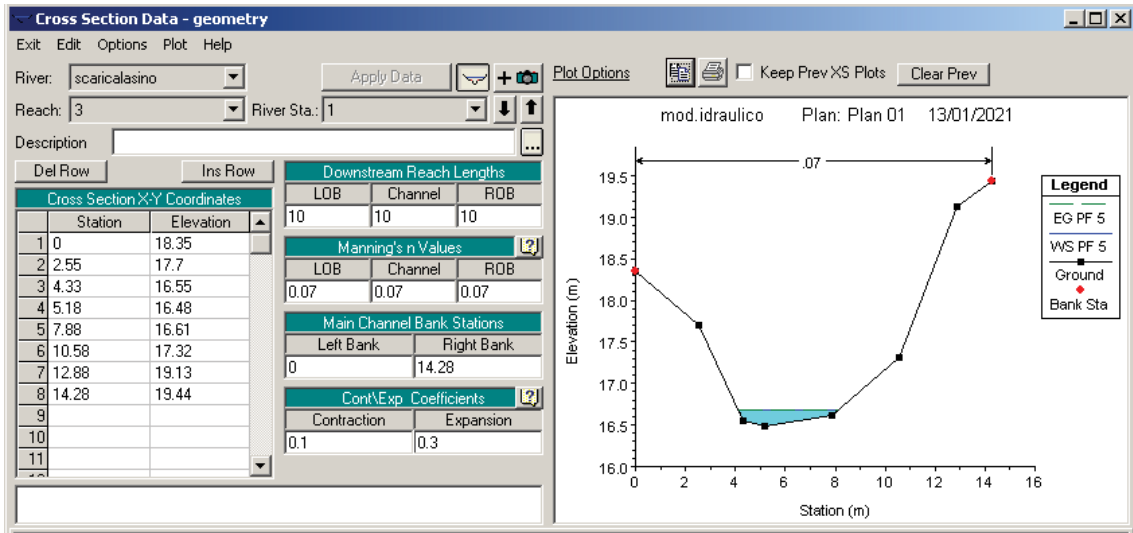 Cross Section Data - geometry
Exit Edit Options Plot Help
River: scaricalasino Apply Data + Plot Options Keep Prev XS Plots Clear Prev
Reach: 3 River Sta.: 1
Description ...
Del Row Ins Row
Cross Section X-Y Coordinates
Station Elevation
1 0 18.35
2 2.55 17.7
3 4.33 16.55
4 5.18 16.48
5 7.88 16.61
6 10.58 17.32
7 12.88 19.13
8 14.28 19.44
9
10
11
Downstream Reach Lengths
LOB Channel ROB
10 10 10
Manning's n Values
LOB Channel ROB
0.07 0.07 0.07
Main Channel Bank Stations
Left Bank Right Bank
0 14.28
Cont\Exp Coefficients
Contraction Expansion
0.1 0.3
mod.idraulico Plan: Plan 01 13/01/2021
.07
19.5
19.0
18.5
18.0
17.5
17.0
16.5
16.0
Elevation (m)
0 2 4 6 8 10 12 14 16
Station (m)
Legend
EG PF 5
WS PF 5
Ground
Bank Sta